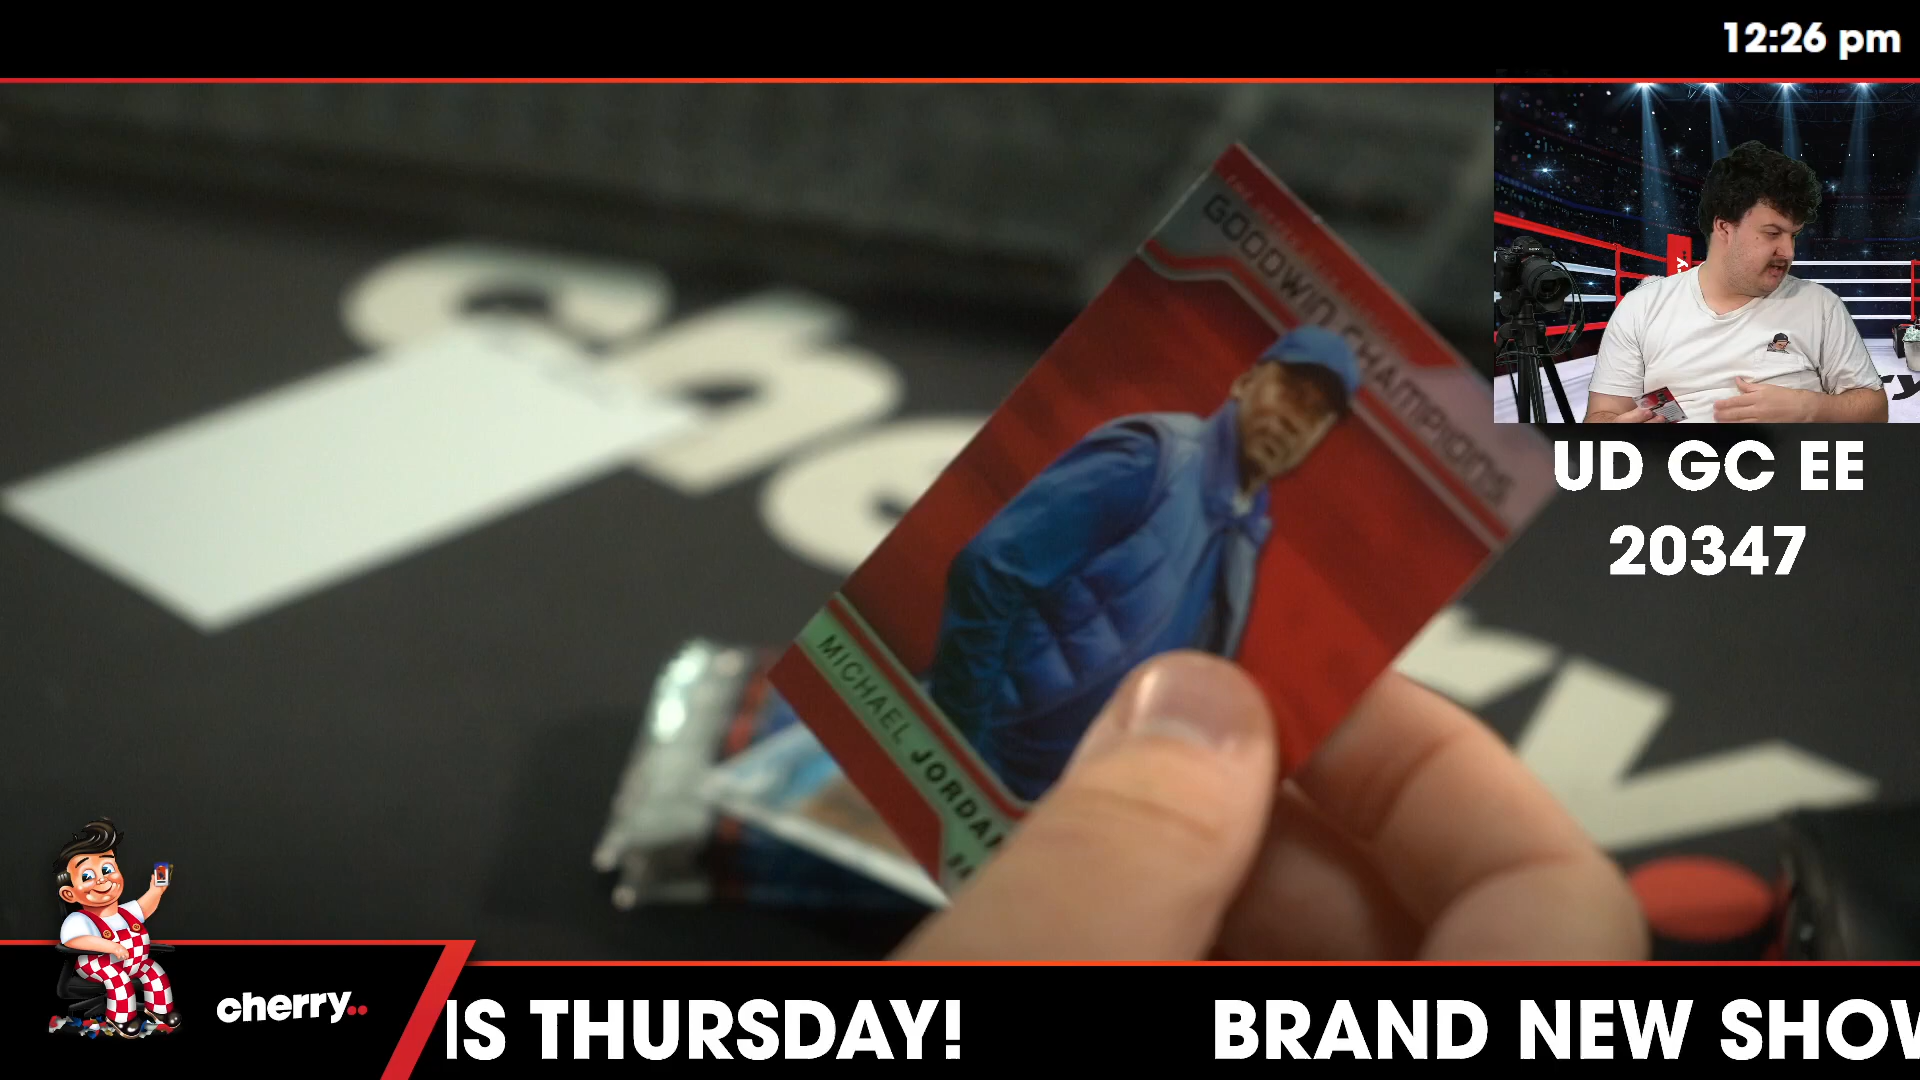 12:26 pm
GOODWIN CHAMPIONS
MICHAEL JORDAN
UD GC EE
20347
cherry..
IS THURSDAY!
BRAND NEW SHOW